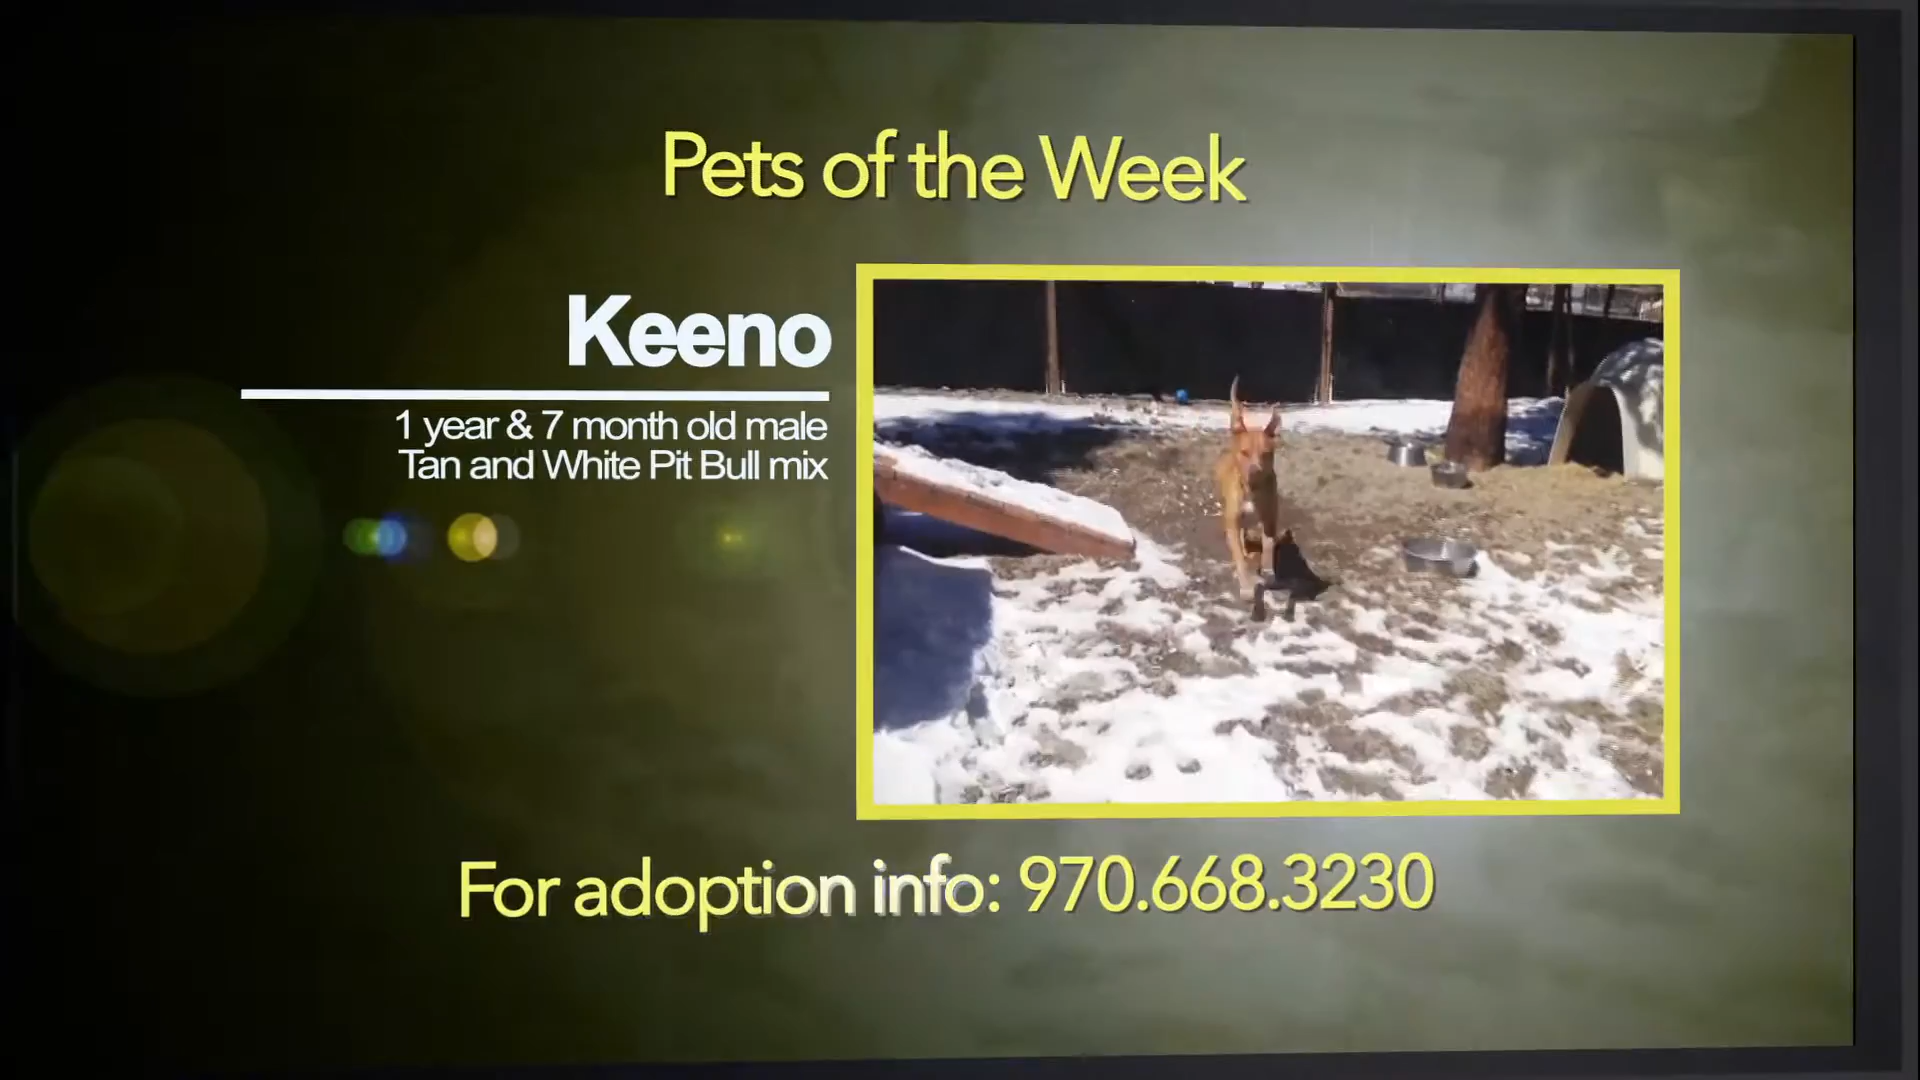 Pets of the Week
Keeno
1 year & 7 month old male
Tan and White Pit Bull mix
For adoption info: 970.668.3230